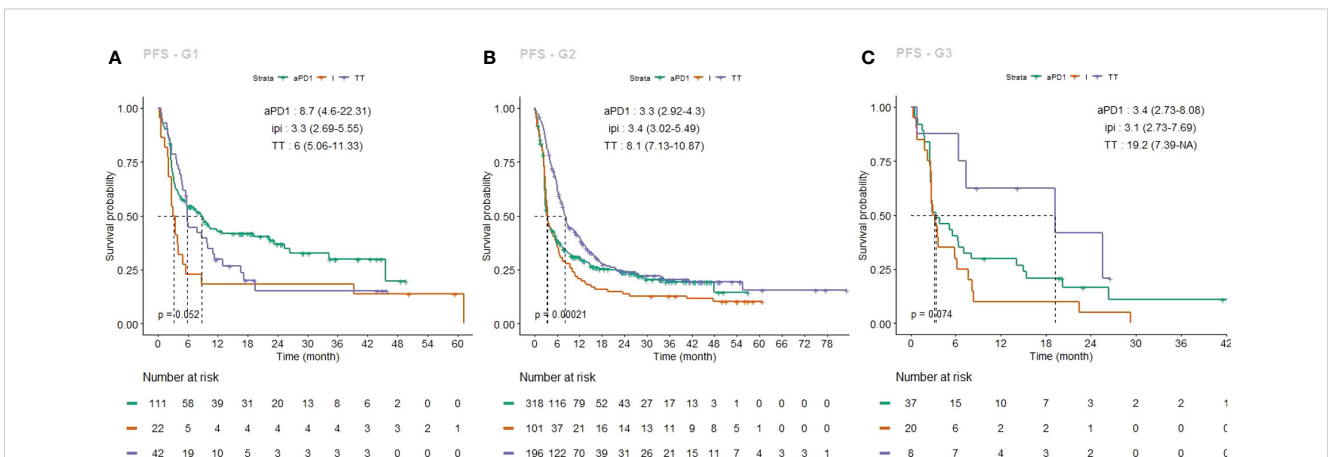 A PFS - G1
Strata aPD1 I TT
aPD1 : 8.7 (4.6-22.31)
ipi : 3.3 (2.69-5.55)
TT : 6 (5.06-11.33)
1.00
0.75
0.50
0.25
0.00
Survival probability
p = 0.052
0 6 12 18 24 30 36 42 48 54 60
Time (month)
Number at risk
111 58 39 31 20 13 8 6 2 0 0
22 5 4 4 4 4 4 3 3 2 1
42 19 10 5 3 3 3 3 0 0 0
B PFS - G2
Strata aPD1 I TT
aPD1 : 3.3 (2.92-4.3)
ipi : 3.4 (3.02-5.49)
TT : 8.1 (7.13-10.87)
1.00
0.75
0.50
0.25
0.00
Survival probability
p = 0.00021
0 6 12 18 24 30 36 42 48 54 60 66 72 78
Time (month)
Number at risk
318 116 79 52 43 27 17 13 3 1 0 0 0 0
101 37 21 16 14 13 11 9 8 5 1 0 0 0
196 122 70 39 31 26 21 15 11 7 4 3 3 1
C PFS - G3
Strata aPD1 I TT
aPD1 : 3.4 (2.73-8.08)
ipi : 3.1 (2.73-7.69)
TT : 19.2 (7.39-NA)
1.00
0.75
0.50
0.25
0.00
Survival probability
p = 0.074
0 6 12 18 24 30 36 42
Time (month)
Number at risk
37 15 10 7 3 2 2 1
20 6 2 2 1 0 0 0
8 7 4 3 2 0 0 0